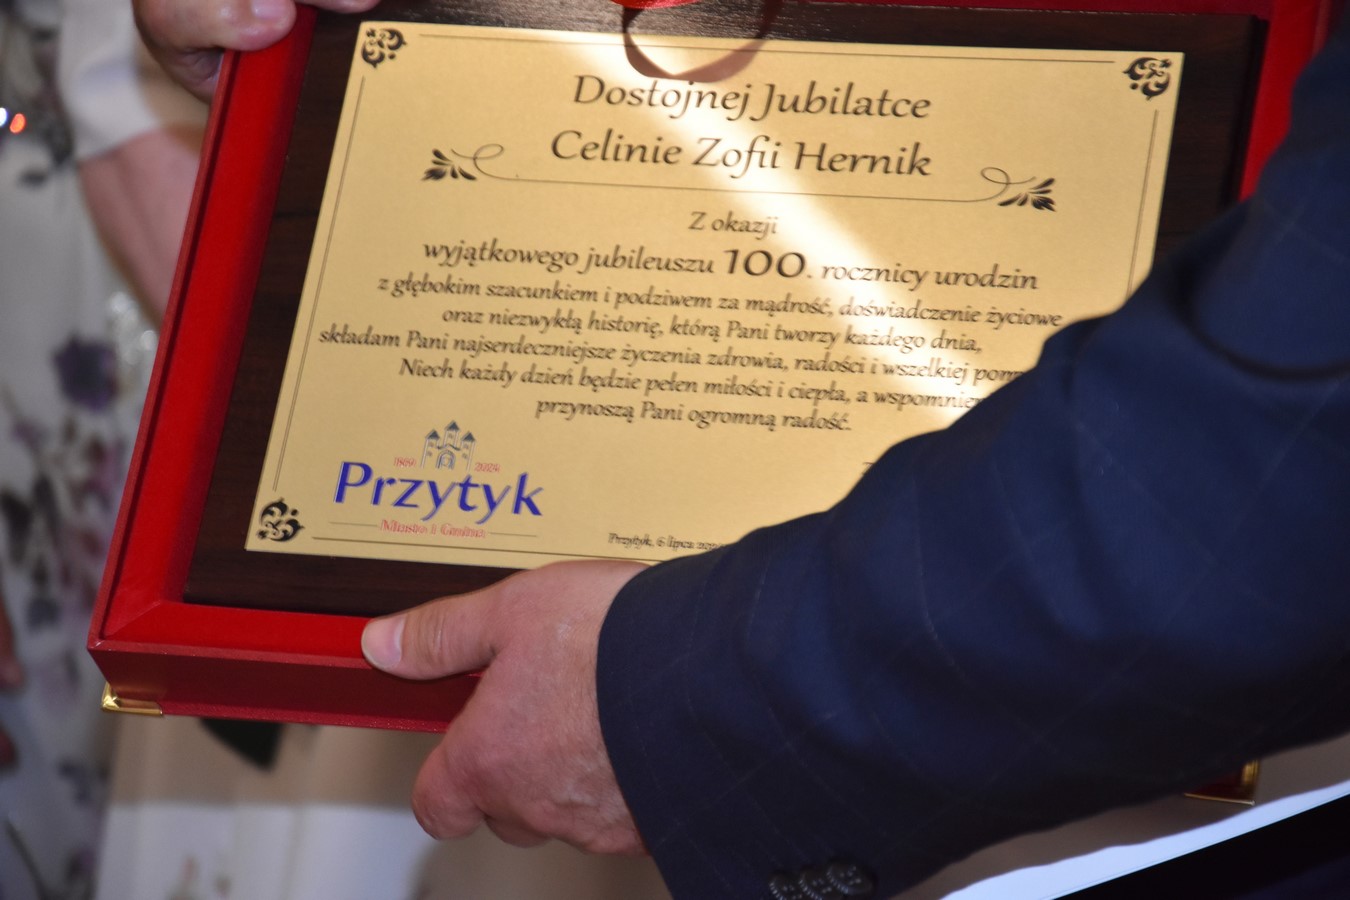 Dostojnej Jubilatce
Celinie Zofii Hernik
Z okazji
wyjątkowego jubileuszu 100. rocznicy urodzin
z głębokim szacunkiem i podziwem za mądrość, doświadczenie życiowe
oraz niezwykłą historię, którą Pani tworzy każdego dnia,
składam Pani najserdeczniejsze życzenia zdrowia, radości i wszelkiej
Niech każdy dzień będzie pełen miłości i ciepła, a
przynoszą Pani ogromną radość.
2024
Przytyk
Miasto i Gmina
Przytyk, 6 lipca